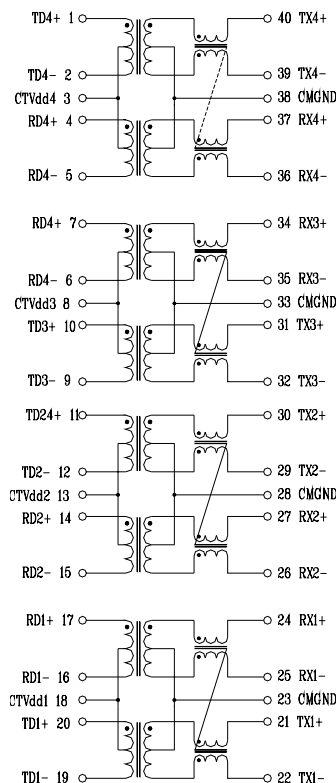 TD4+ 1 40 TX4+
TD4- 2 39 TX4-
CTVdd4 3 38 CMGND
RD4+ 4 37 RX4+
RD4- 5 36 RX4-
RD4+ 7 34 RX3+
RD4- 6 35 RX3-
CTVdd3 8 33 CMGND
TD3+ 10 31 TX3+
TD3- 9 32 TX3-
TD24+ 11 30 TX2+
TD2- 12 29 TX2-
CTVdd2 13 28 CMGND
RD2+ 14 27 RX2+
RD2- 15 26 RX2-
RD1+ 17 24 RX1+
RD1- 16 25 RX1-
CTVdd1 18 23 CMGND
TD1+ 20 21 TX1+
TD1- 19 22 TX1-